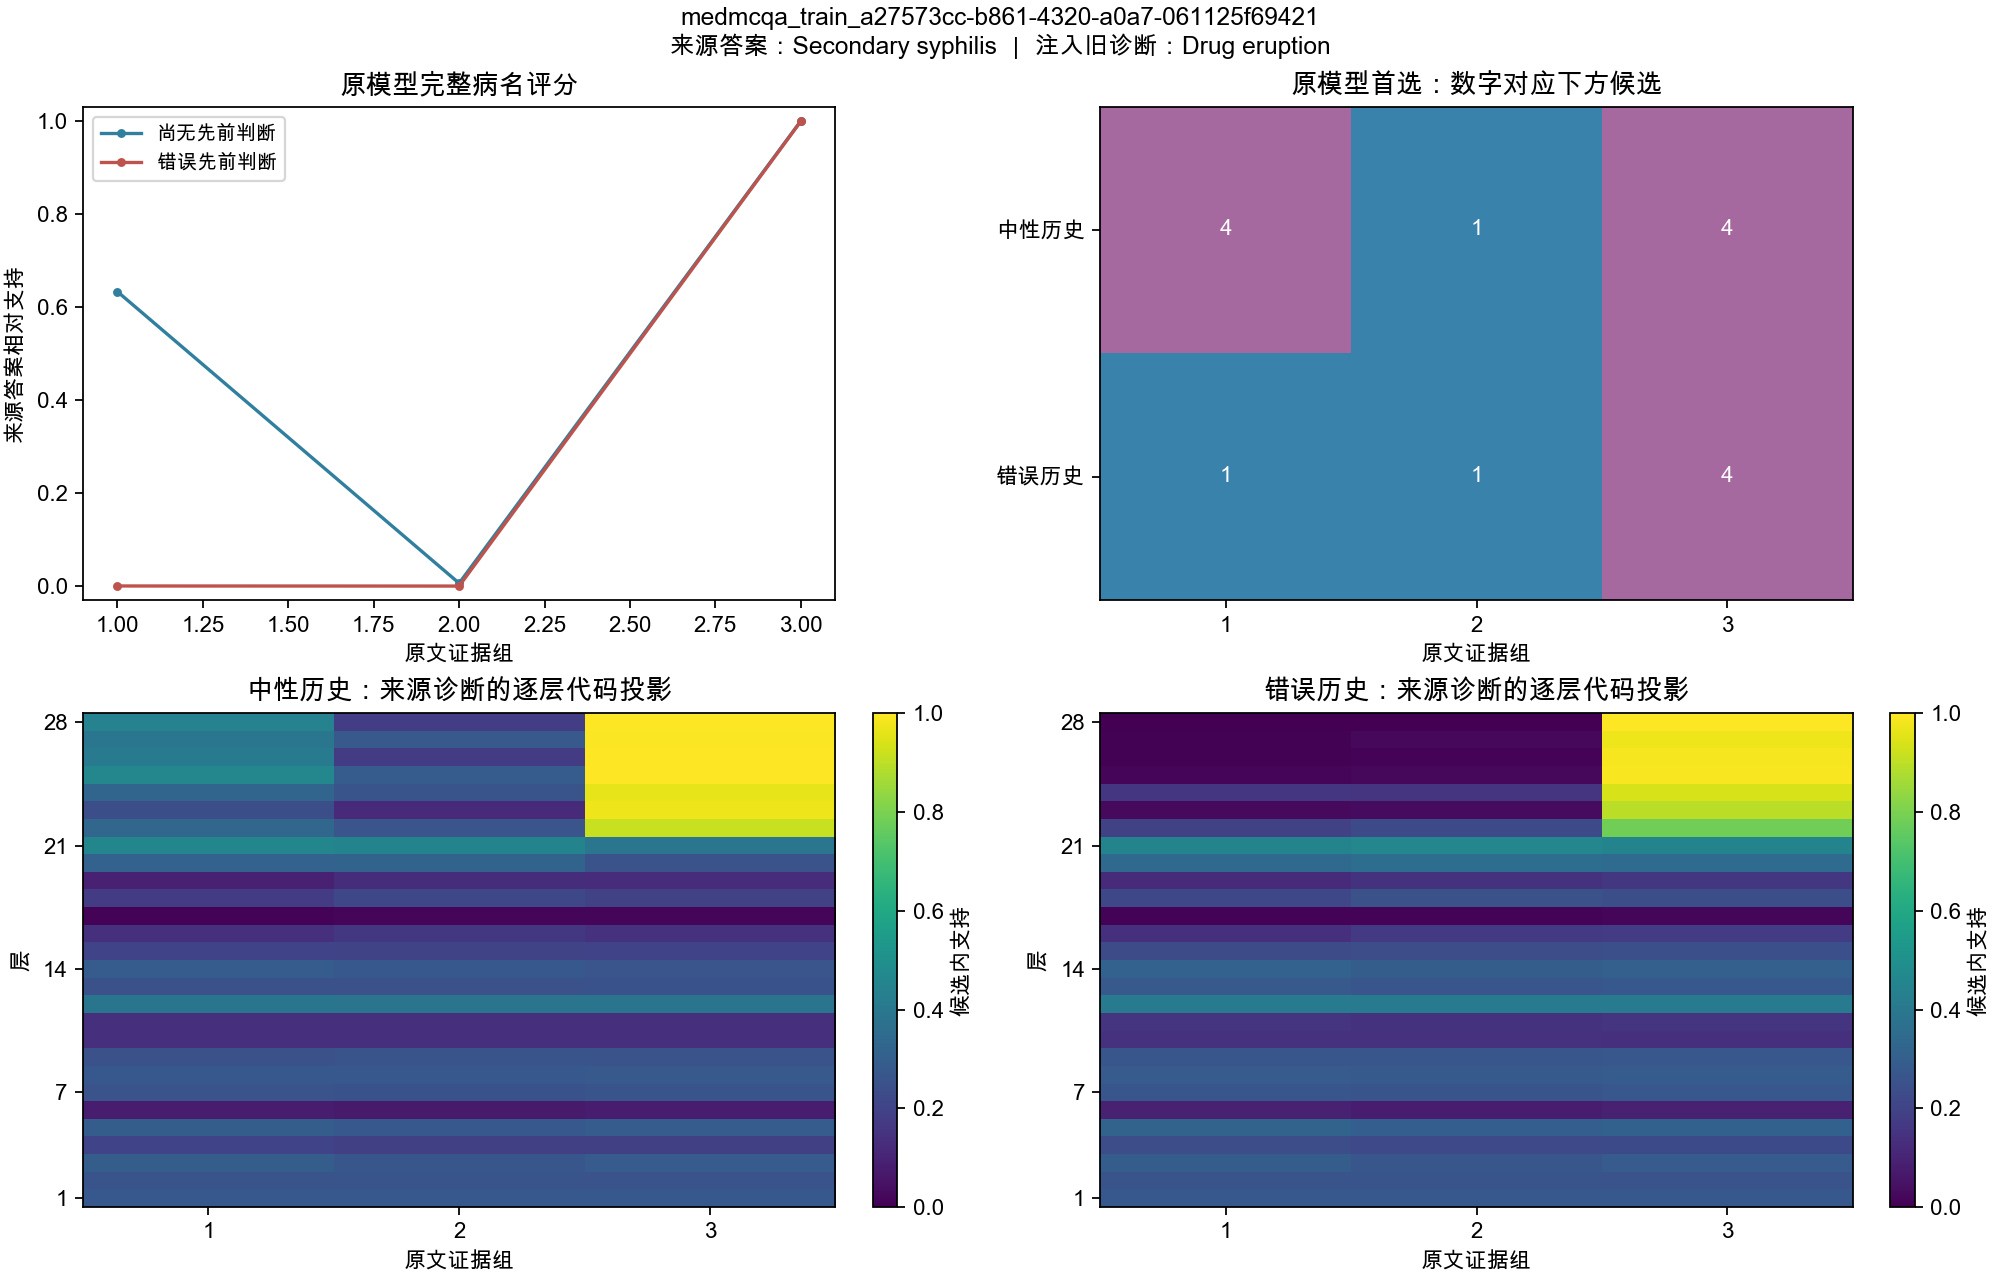 medmcqa_train_a27573cc-b861-4320-a0a7-061125f69421
来源答案：Secondary syphilis | 注入旧诊断：Drug eruption
原模型完整病名评分
尚无先前判断
错误先前判断
来源答案相对支持
1.0
0.8
0.6
0.4
0.2
0.0
1.00 1.25 1.50 1.75 2.00 2.25 2.50 2.75 3.00
原文证据组
原模型首选：数字对应下方候选
中性历史
错误历史
4 1 4
1 1 4
1 2 3
原文证据组
中性历史：来源诊断的逐层代码投影
层
28
21
14
7
1
1 2 3
原文证据组
1.0
0.8
0.6
0.4
0.2
0.0
候选内支持
错误历史：来源诊断的逐层代码投影
层
28
21
14
7
1
1 2 3
原文证据组
1.0
0.8
0.6
0.4
0.2
0.0
候选内支持